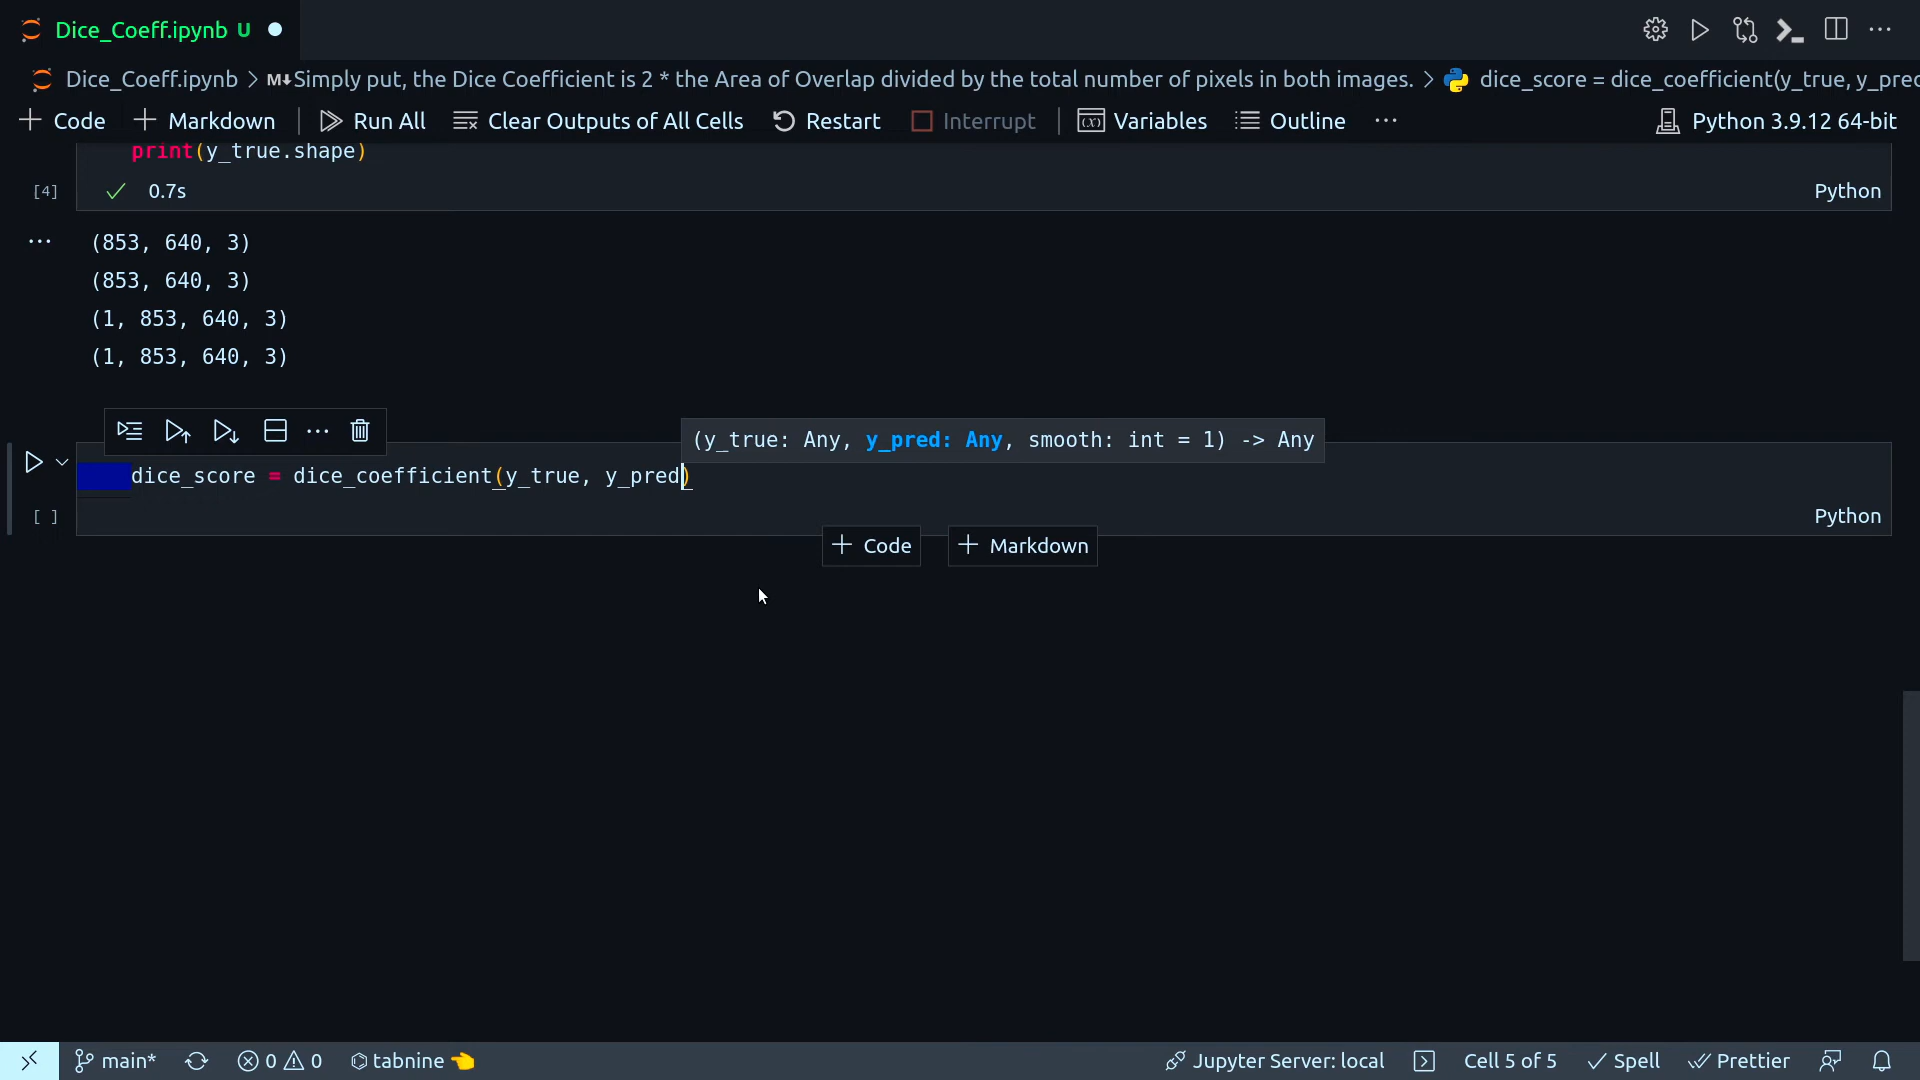 Dice_Coeff.ipynb U
Dice_Coeff.ipynb > M↓Simply put, the Dice Coefficient is 2 * the Area of Overlap divided by the total number of pixels in both images. > dice_score = dice_coefficient(y_true, y_pred
Code Markdown Run All Clear Outputs of All Cells Restart Interrupt Variables Outline ··· Python 3.9.12 64-bit
print(y_true.shape)
[4] 0.7s Python
(853, 640, 3)
(853, 640, 3)
(1, 853, 640, 3)
(1, 853, 640, 3)
(y_true: Any, y_pred: Any, smooth: int = 1) -> Any
dice_score = dice_coefficient(y_true, y_pred)
[ ] Python
Code Markdown
main* 0 0 tabnine Jupyter Server: local Cell 5 of 5 Spell Prettier